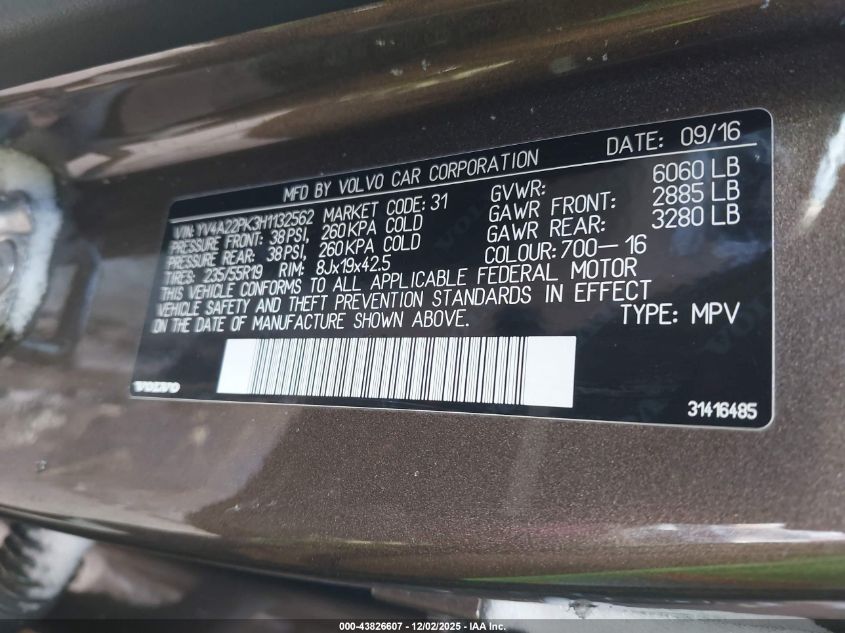 MFD BY VOLVO CAR CORPORATION DATE: 09/16
VIN: YV4A22PK3H1132562 MARKET CODE: 31 GVWR: 6060 LB
PRESSURE FRONT: 38 PSI, 260 KPA COLD GAWR FRONT: 2885 LB
PRESSURE REAR: 38 PSI, 260 KPA COLD GAWR REAR: 3280 LB
TIRES: 235/55R19 RIM: 8Jx19x42.5 COLOUR: 700-16
THIS VEHICLE CONFORMS TO ALL APPLICABLE FEDERAL MOTOR
VEHICLE SAFETY AND THEFT PREVENTION STANDARDS IN EFFECT
ON THE DATE OF MANUFACTURE SHOWN ABOVE. TYPE: MPV
VOLVO 31416485
000-43826607 - 12/02/2025 - IAA Inc.